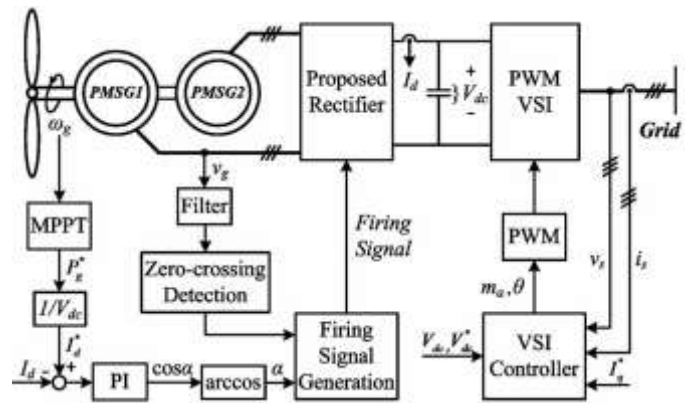 PMSG1
PMSG2
Proposed
Rectifier
I_d
+
V_dc
-
PWM
VSI
Grid
ω_g
v_g
MPPT
Filter
Firing
Signal
PWM
P_g^*
Zero-crossing
Detection
v_s
i_s
1/V_dc
m_a, θ
I_d^*
Firing
Signal
Generation
V_dc, V_dc^*
VSI
Controller
I_d - +
PI
cosα
arccos
α
I_q^*